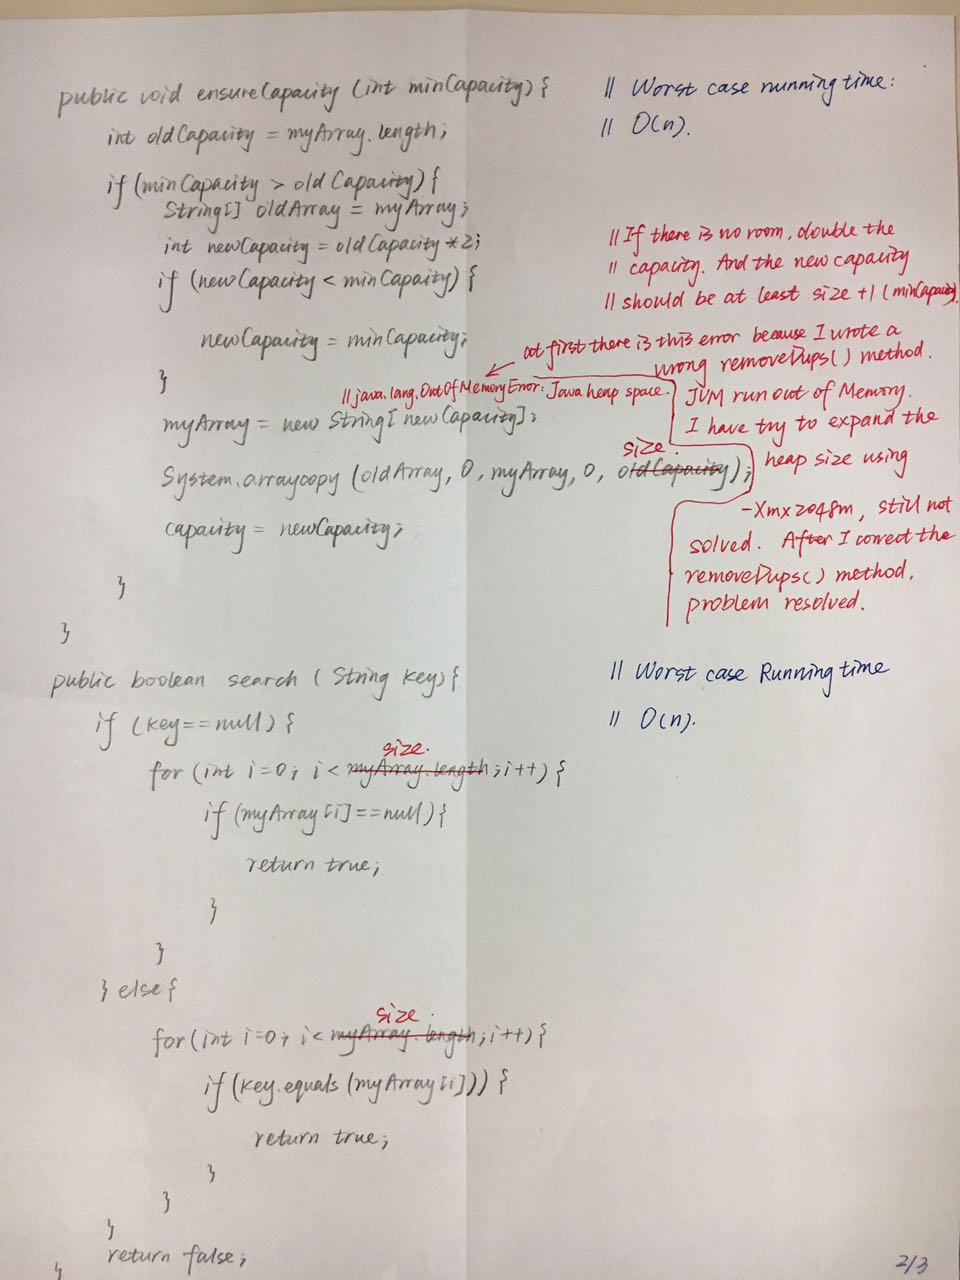 public void ensureCapacity (int minCapacity) { // Worst case running time:
int oldCapacity = myArray.length; // O(n).
if (minCapacity > oldCapacity) {
String[] oldArray = myArray;
int newCapacity = oldCapacity *2; // If there is no room, double the
if (newCapacity < minCapacity) { // capacity. And the new capacity
// should be at least size +1 (minCapacity).
newCapacity = minCapacity;
}
at first there is this error because I wrote a
wrong removeDups() method.
// java.lang.OutOfMemoryError: Java heap space.
JVM run out of Memory.
I have try to expand the
heap size using
-Xmx2048m, still not
solved. After I correct the
removeDups() method,
problem resolved.
myArray = new String[newCapacity];
size.
System.arraycopy (oldArray, 0, myArray, 0, oldCapacity);
capacity = newCapacity;
}
}
public boolean search (String key) { // Worst case Running time
if (key==null) { // O(n).
size.
for (int i=0; i< myArray.length; i++) {
if (myArray[i]==null) {
return true;
}
}
} else {
size.
for (int i=0; i< myArray.length; i++) {
if (key.equals (myArray[i])) {
return true;
}
}
}
return false;
}
2/3